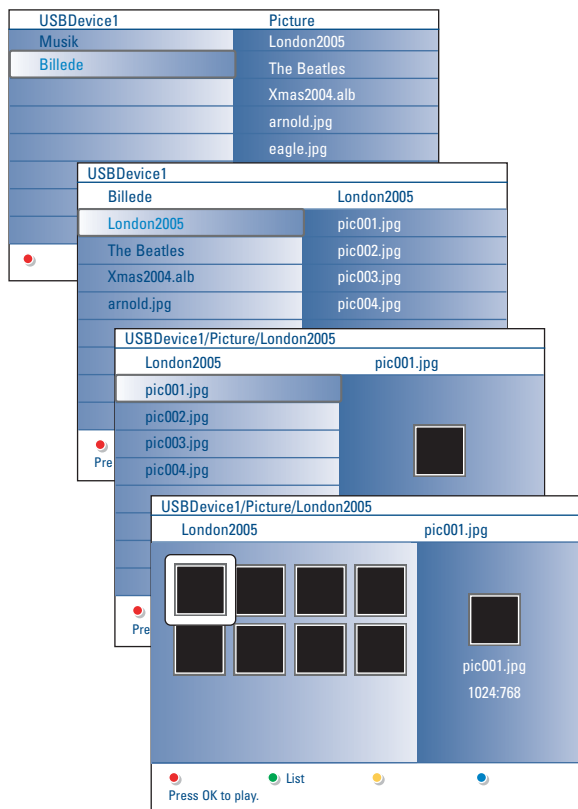 USBDevice1 Picture
Musik London2005
Billede The Beatles
Xmas2004.alb
arnold.jpg
eagle.jpg
USBDevice1
Billede London2005
London2005 pic001.jpg
The Beatles pic002.jpg
Xmas2004.alb pic003.jpg
arnold.jpg pic004.jpg
Pre
USBDevice1/Picture/London2005
London2005 pic001.jpg
pic001.jpg
pic002.jpg
pic003.jpg
pic004.jpg
Pre
USBDevice1/Picture/London2005
London2005 pic001.jpg
pic001.jpg
1024:768
List
Press OK to play.